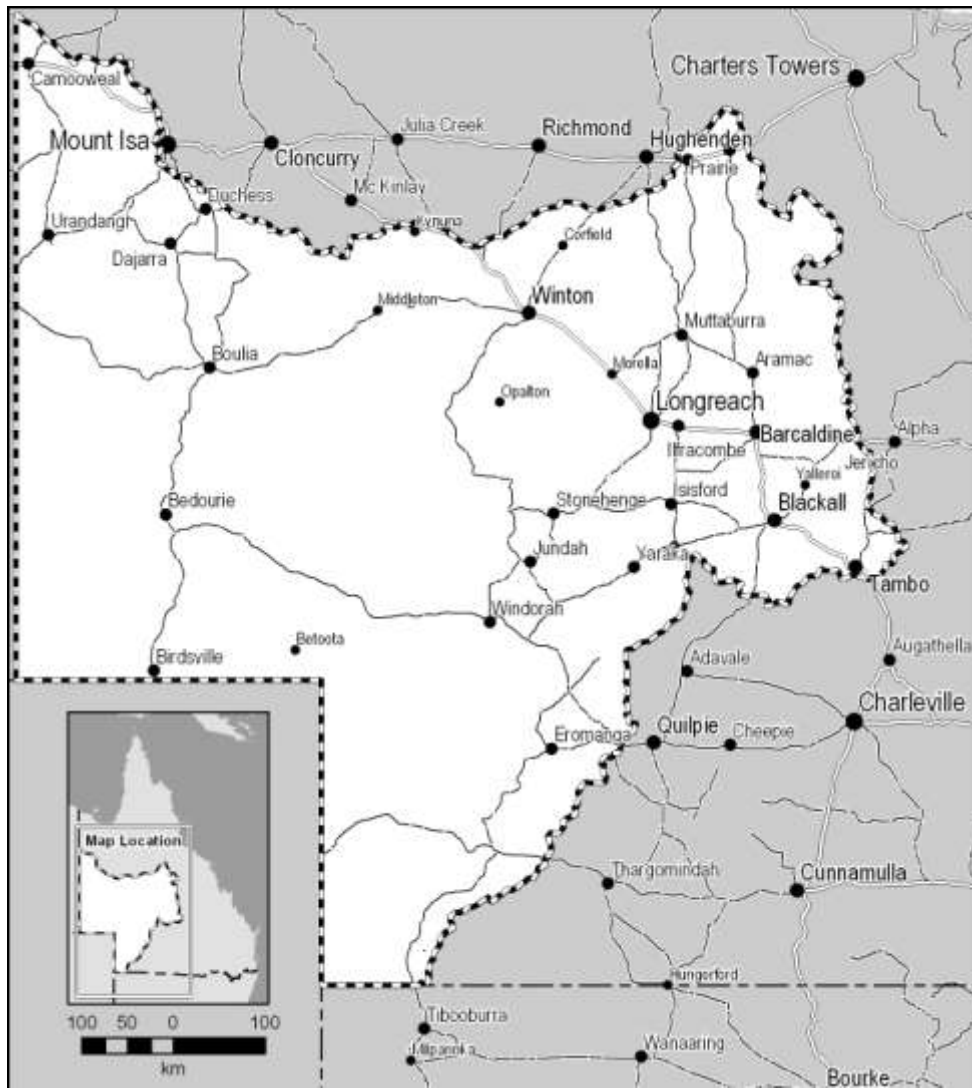 Camooweal
Charters Towers
Mount Isa
Cloncurry
Julia Creek
Richmond
Hughenden
Prairie
Mc Kinlay
Duchess
Urandangi
Kynuna
Corfield
Dajarra
Middleton
Winton
Muttaburra
Boulia
Morella
Aramac
Opalton
Longreach
Barcaldine
Alpha
Ilfracombe
Jericho
Yalleroi
Bedourie
Stonehenge
Isisford
Blackall
Jundah
Yaraka
Tambo
Windorah
Betoota
Birdsville
Adavale
Augathella
Charleville
Eromanga
Quilpie
Cheepie
Map Location
Thargomindah
Cunnamulla
Hungerford
100 50 0 100
km
Tibooburra
Milparinka
Wanaaring
Bourke